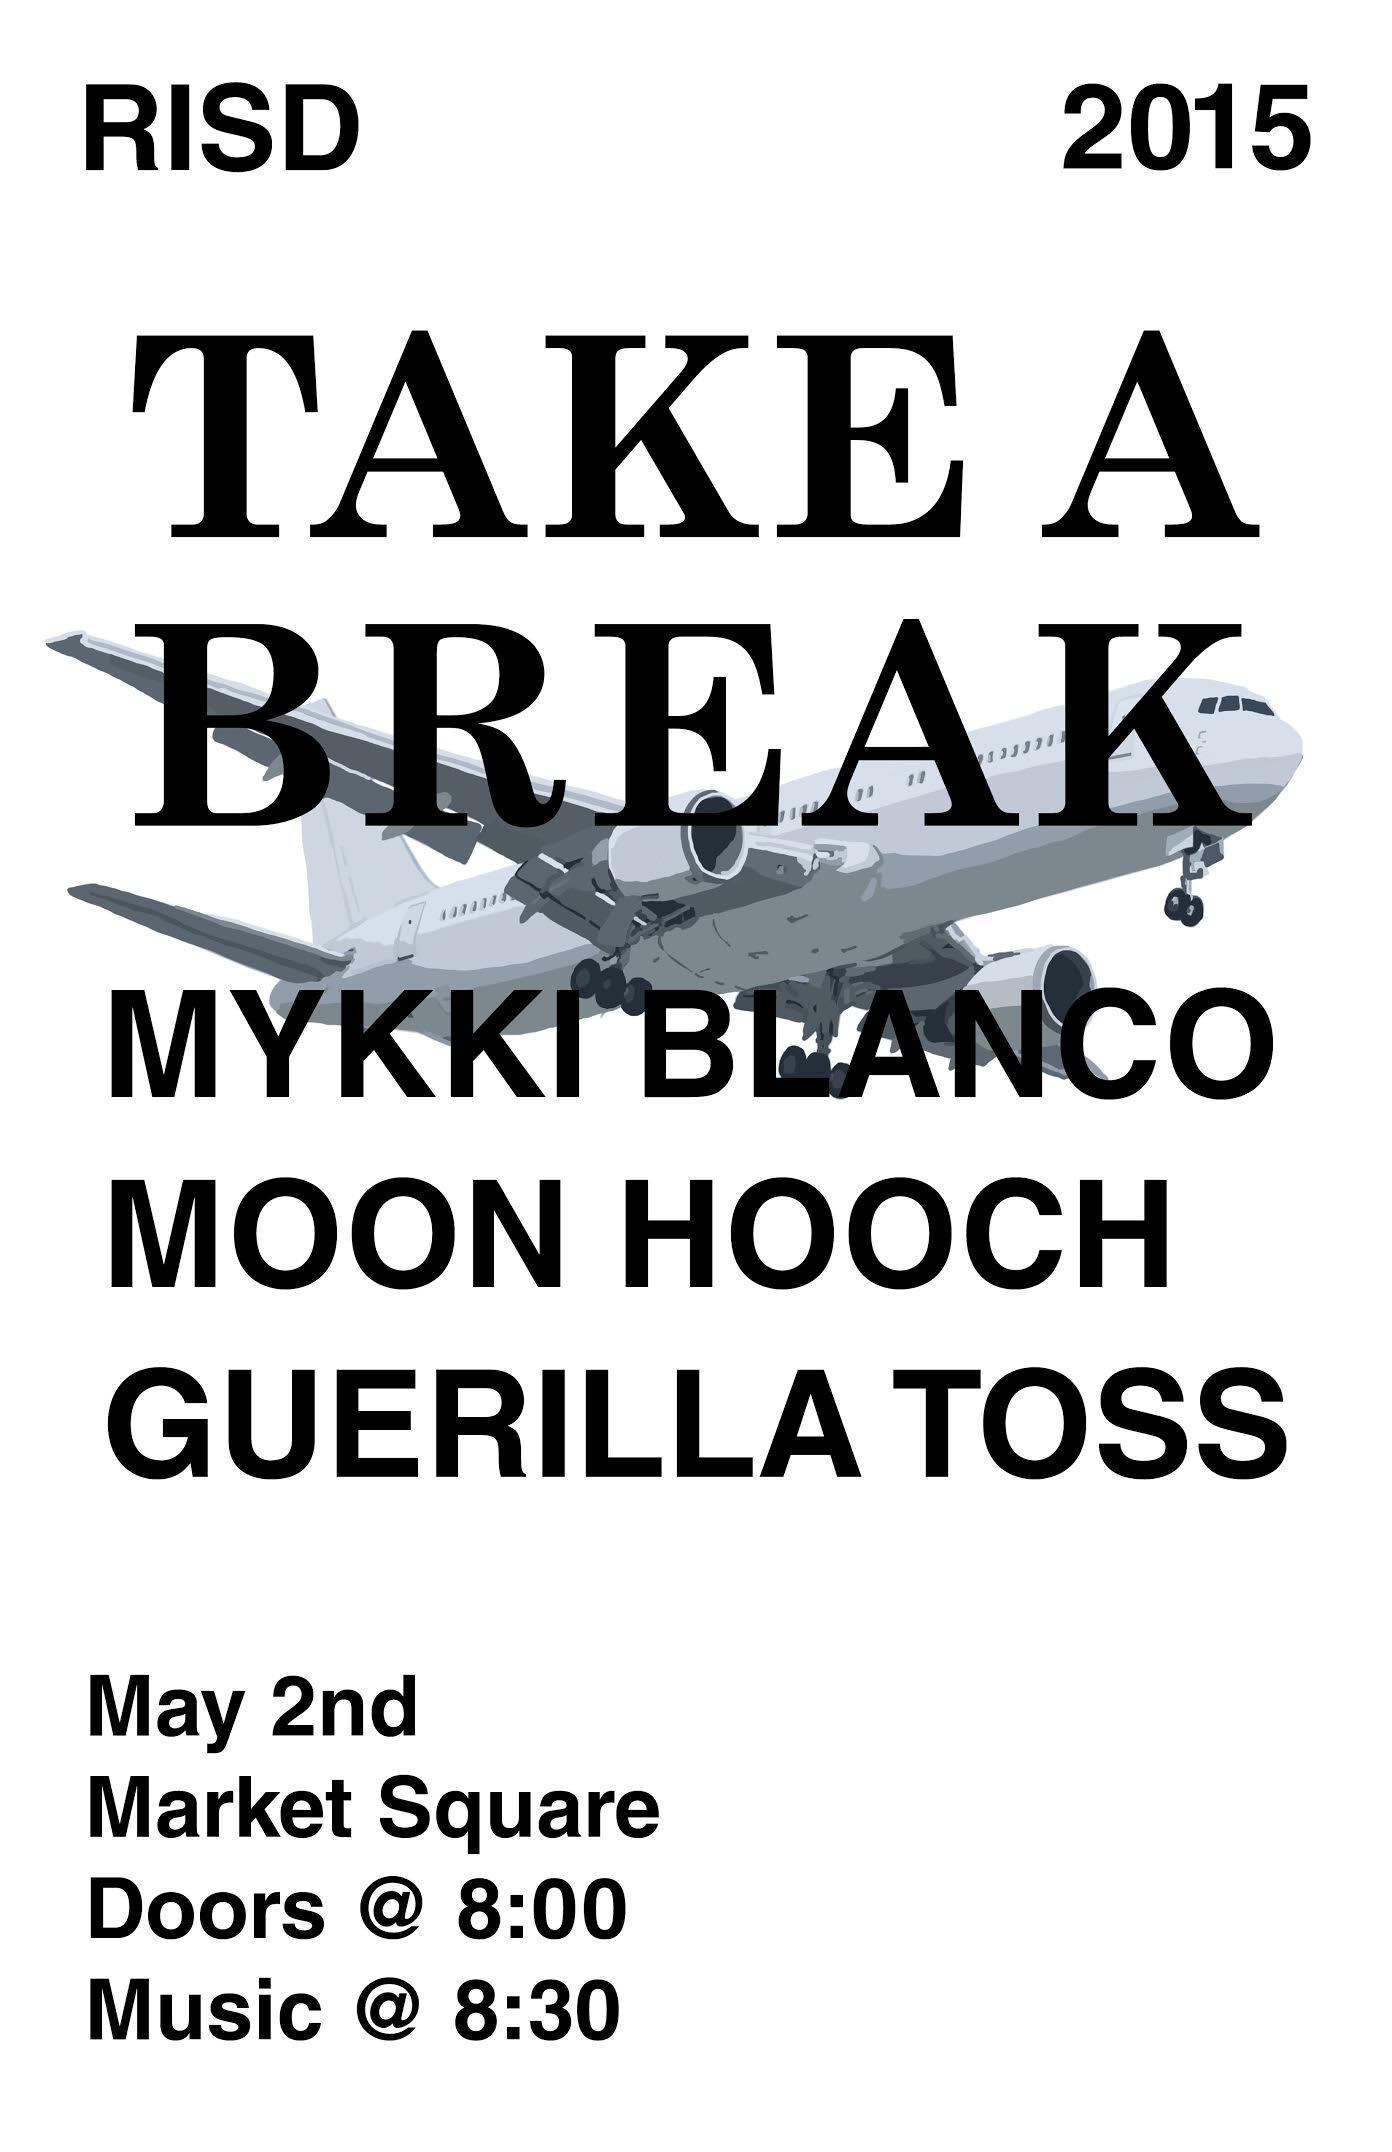 RISD 2015
TAKE A
BREAK
MYKKI BLANCO
MOON HOOCH
GUERILLA TOSS
May 2nd
Market Square
Doors @ 8:00
Music @ 8:30